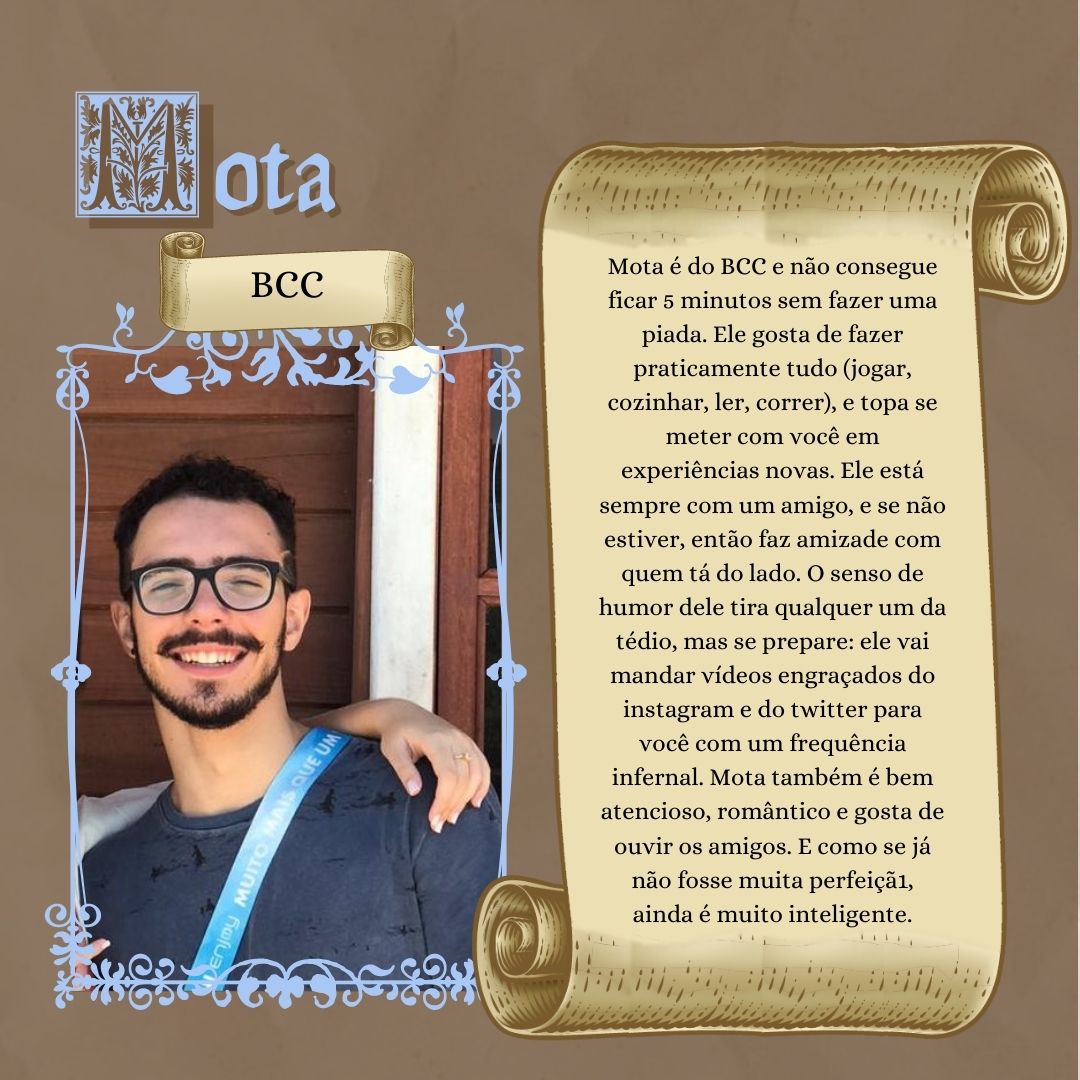 Mota
BCC
Mota é do BCC e não consegue
ficar 5 minutos sem fazer uma
piada. Ele gosta de fazer
praticamente tudo (jogar,
cozinhar, ler, correr), e topa se
meter com você em
experiências novas. Ele está
sempre com um amigo, e se não
estiver, então faz amizade com
quem tá do lado. O senso de
humor dele tira qualquer um da
tédio, mas se prepare: ele vai
mandar vídeos engraçados do
instagram e do twitter para
você com um frequência
infernal. Mota também é bem
atencioso, romântico e gosta de
ouvir os amigos. E como se já
não fosse muita perfeiçã1,
ainda é muito inteligente.
enjoy MUITO MAIS QUE UM